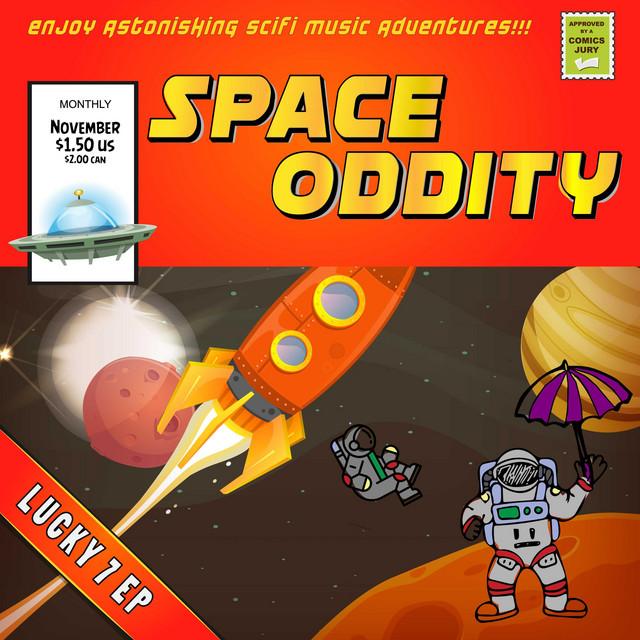 enjoy astonishing scifi music adventures!!!
APPROVED
BY A
COMICS
JURY
SPACE
ODDITY
MONTHLY
NOVEMBER
$1.50 US
$2.00 CAN
LUCKY 7 EP